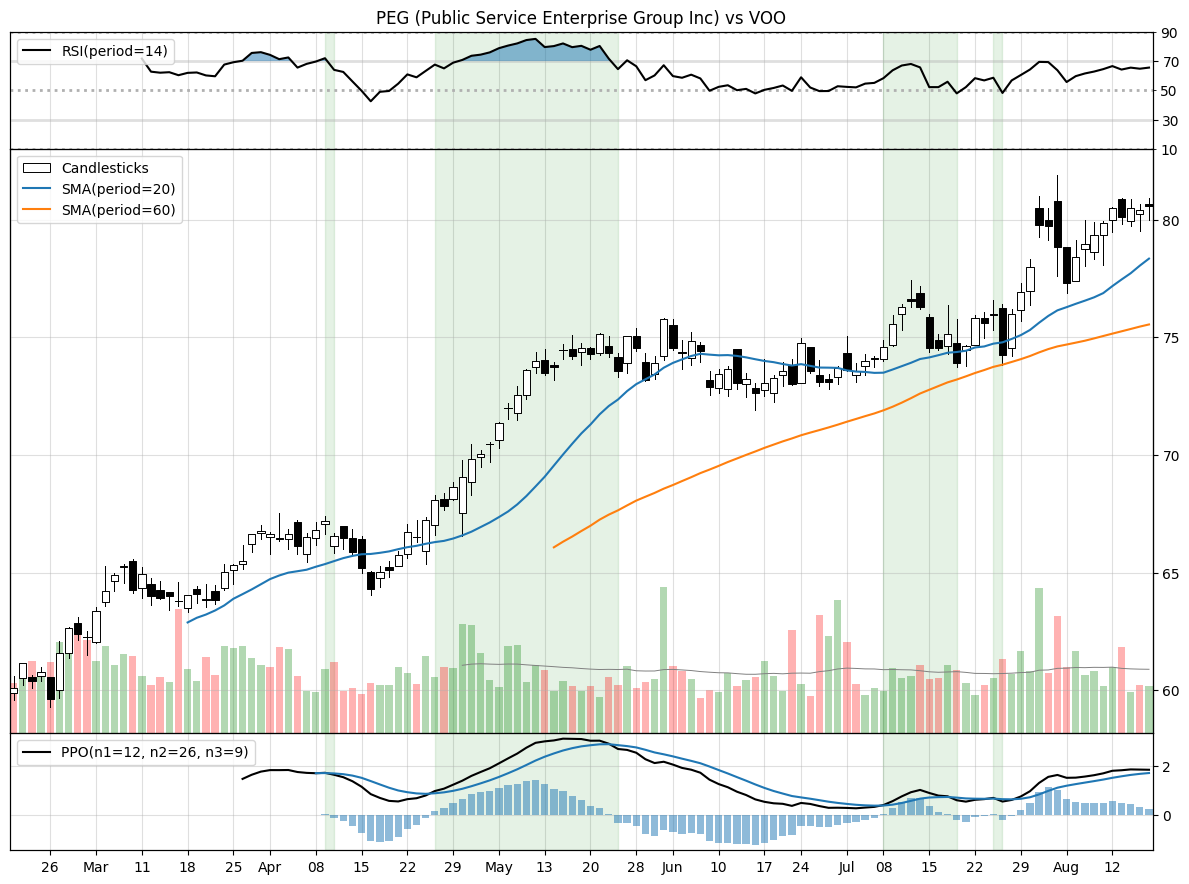 PEG (Public Service Enterprise Group Inc) vs VOO
RSI(period=14)
90
70
50
30
10
Candlesticks
SMA(period=20)
SMA(period=60)
80
75
70
65
60
PPO(n1=12, n2=26, n3=9)
2
0
26 Mar 11 18 25 Apr 08 15 22 29 May 13 20 28 Jun 10 17 24 Jul 08 15 22 29 Aug 12